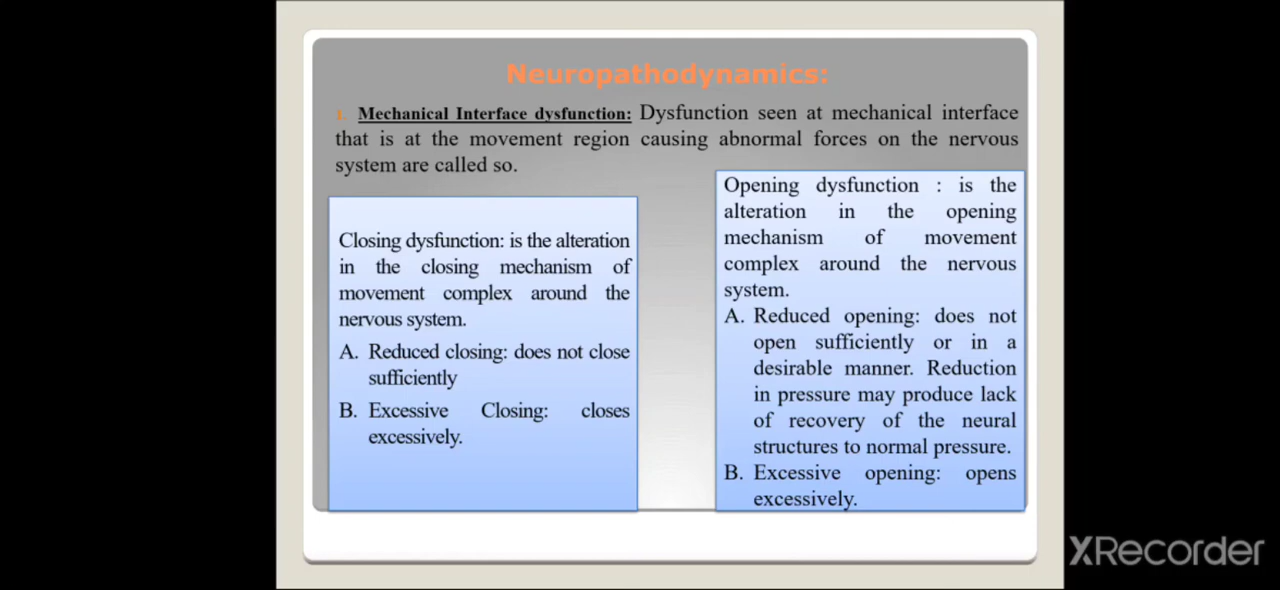 Neuropathodynamics:
1. Mechanical Interface dysfunction: Dysfunction seen at mechanical interface
that is at the movement region causing abnormal forces on the nervous
system are called so.
Closing dysfunction: is the alteration
in the closing mechanism of
movement complex around the
nervous system.
A. Reduced closing: does not close
sufficiently
B. Excessive Closing: closes
excessively.
Opening dysfunction : is the
alteration in the opening
mechanism of movement
complex around the nervous
system.
A. Reduced opening: does not
open sufficiently or in a
desirable manner. Reduction
in pressure may produce lack
of recovery of the neural
structures to normal pressure.
B. Excessive opening: opens
excessively.
XRecorder